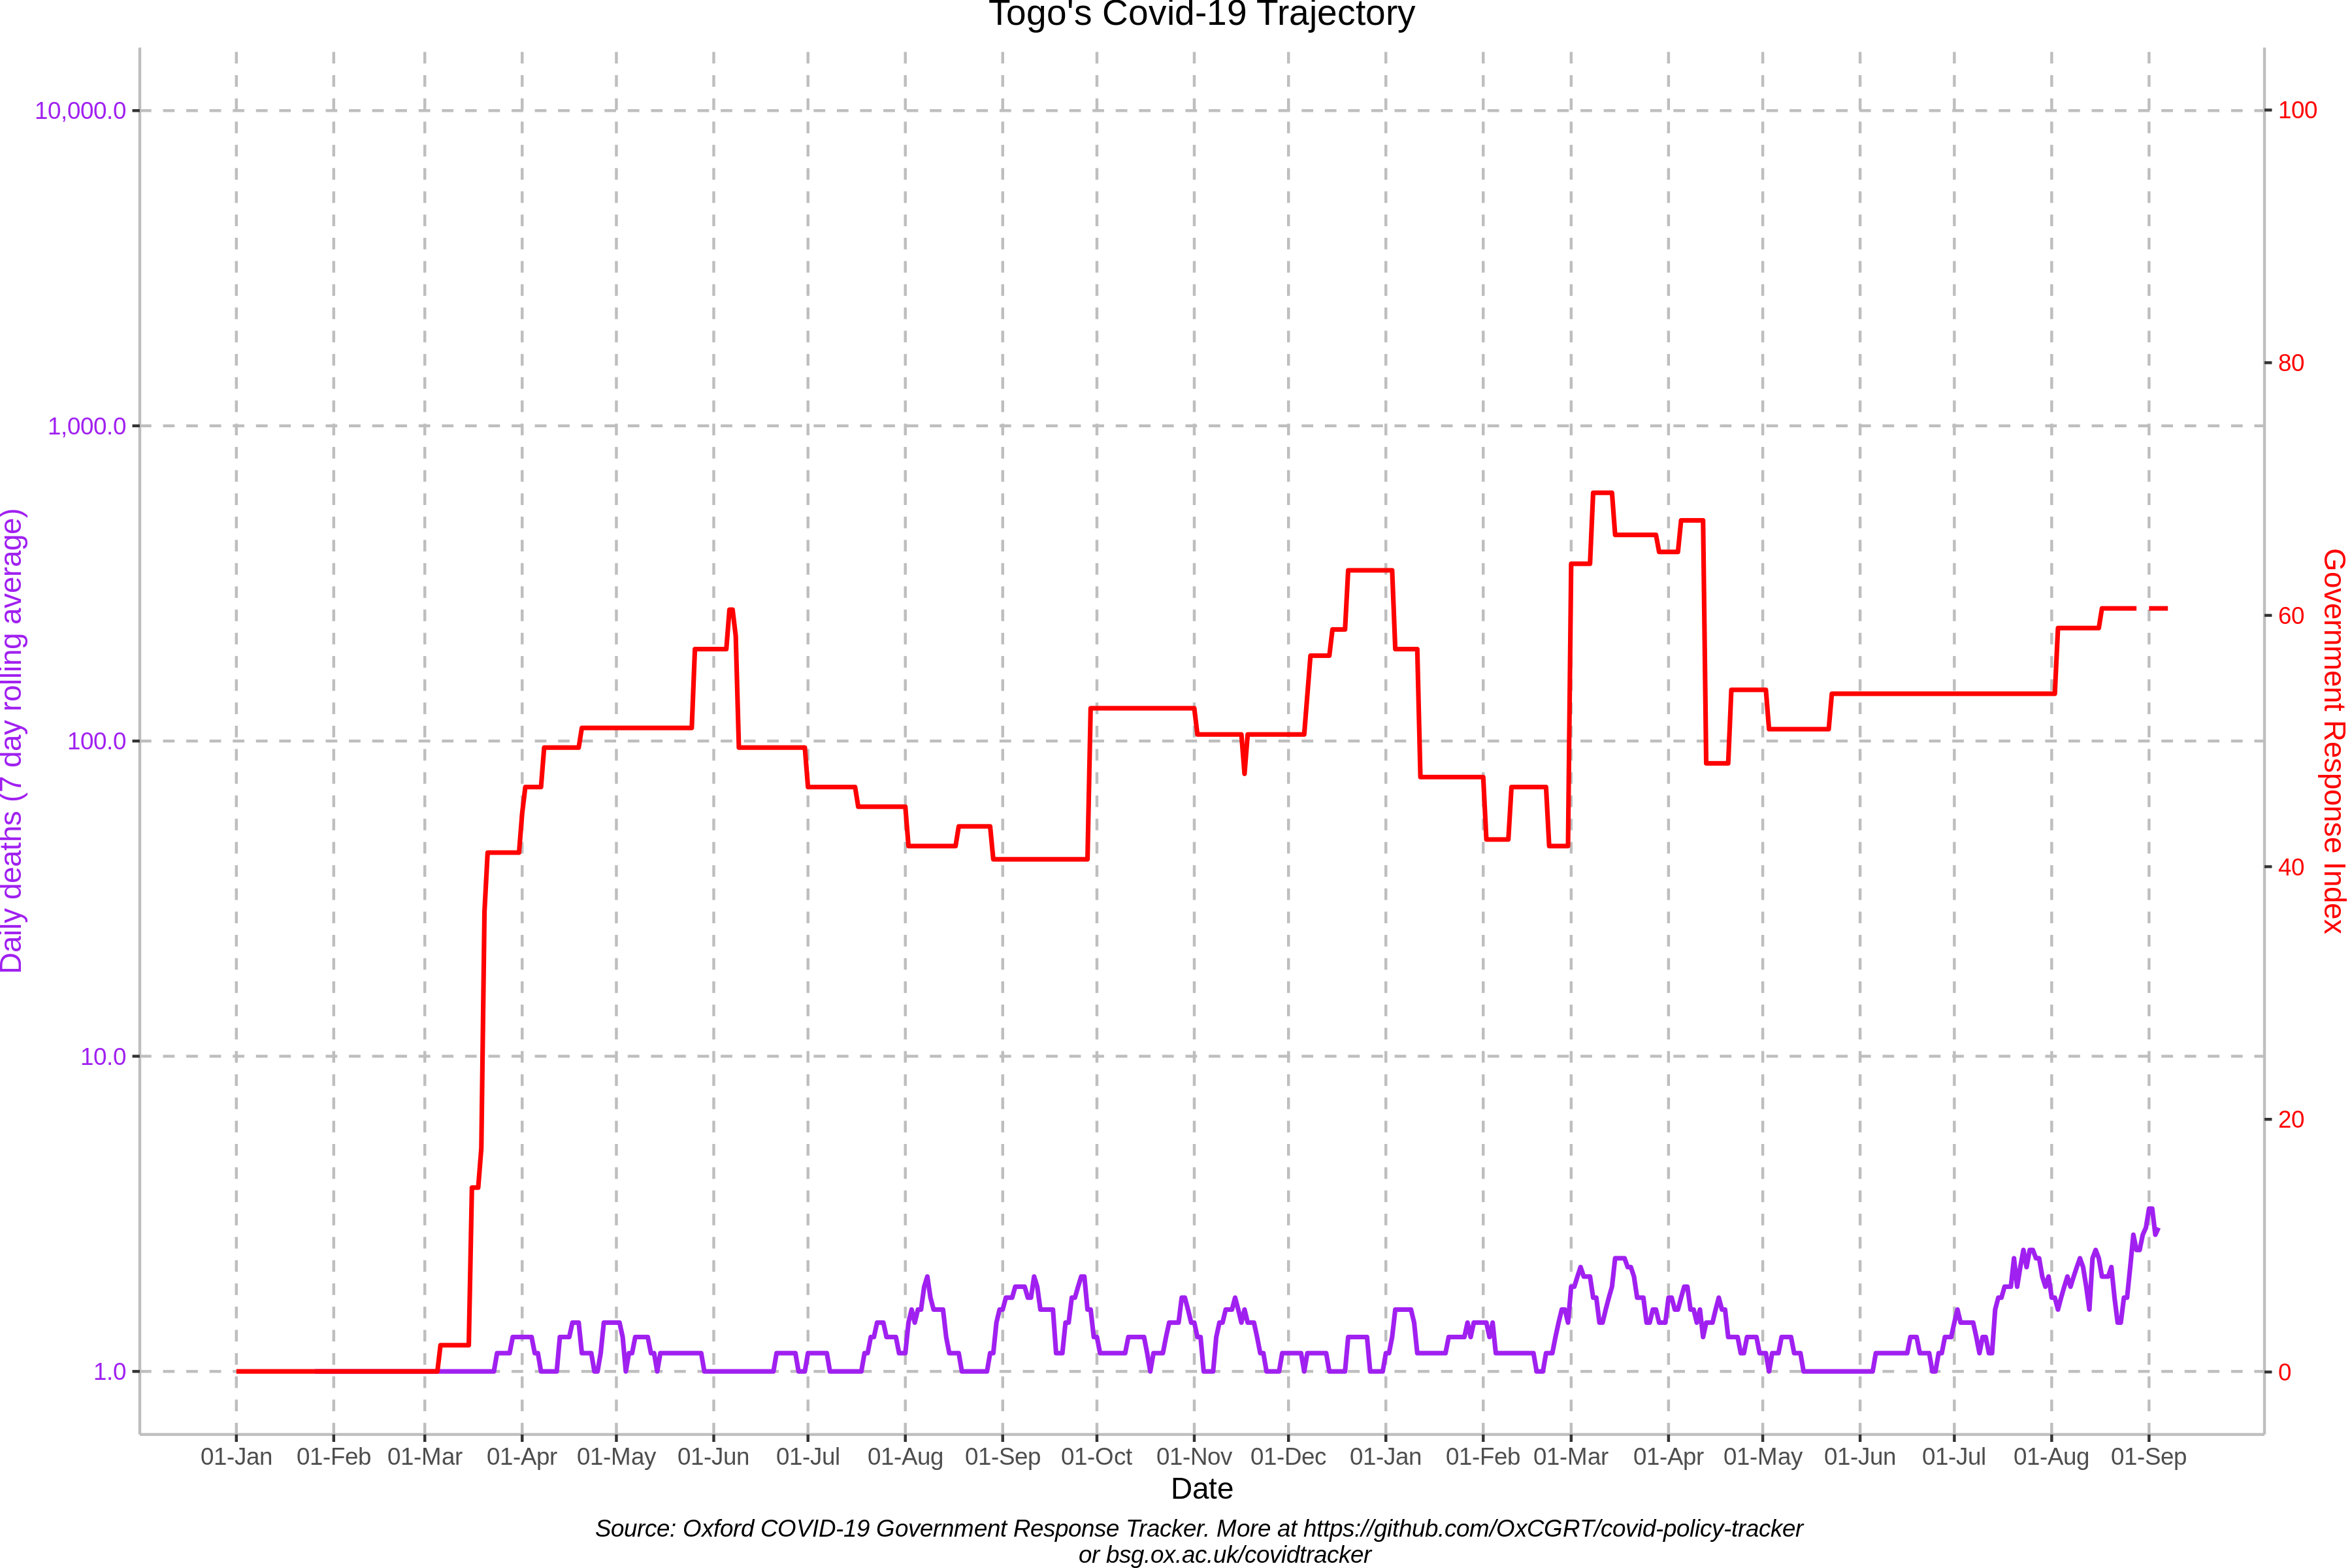 Togo's Covid-19 Trajectory
10,000.0
1,000.0
100.0
10.0
1.0
Daily deaths (7 day rolling average)
100
80
60
40
20
0
Government Response Index
01-Jan 01-Feb 01-Mar 01-Apr 01-May 01-Jun 01-Jul 01-Aug 01-Sep 01-Oct 01-Nov 01-Dec 01-Jan 01-Feb 01-Mar 01-Apr 01-May 01-Jun 01-Jul 01-Aug 01-Sep
Date
Source: Oxford COVID-19 Government Response Tracker. More at https://github.com/OxCGRT/covid-policy-tracker
or bsg.ox.ac.uk/covidtracker